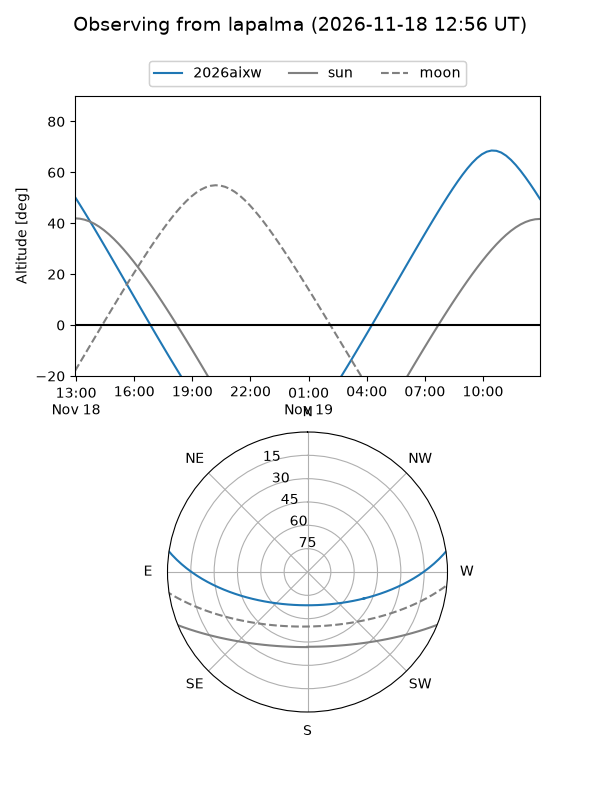 Observing from lapalma (2026-11-18 12:56 UT)
2026aixw sun moon
Altitude [deg]
80
60
40
20
0
−20
13:00 16:00 19:00 22:00 01:00 04:00 07:00 10:00
Nov 18 Nov 19
N
NE NW
15
30
45
60
75
E W
SE SW
S